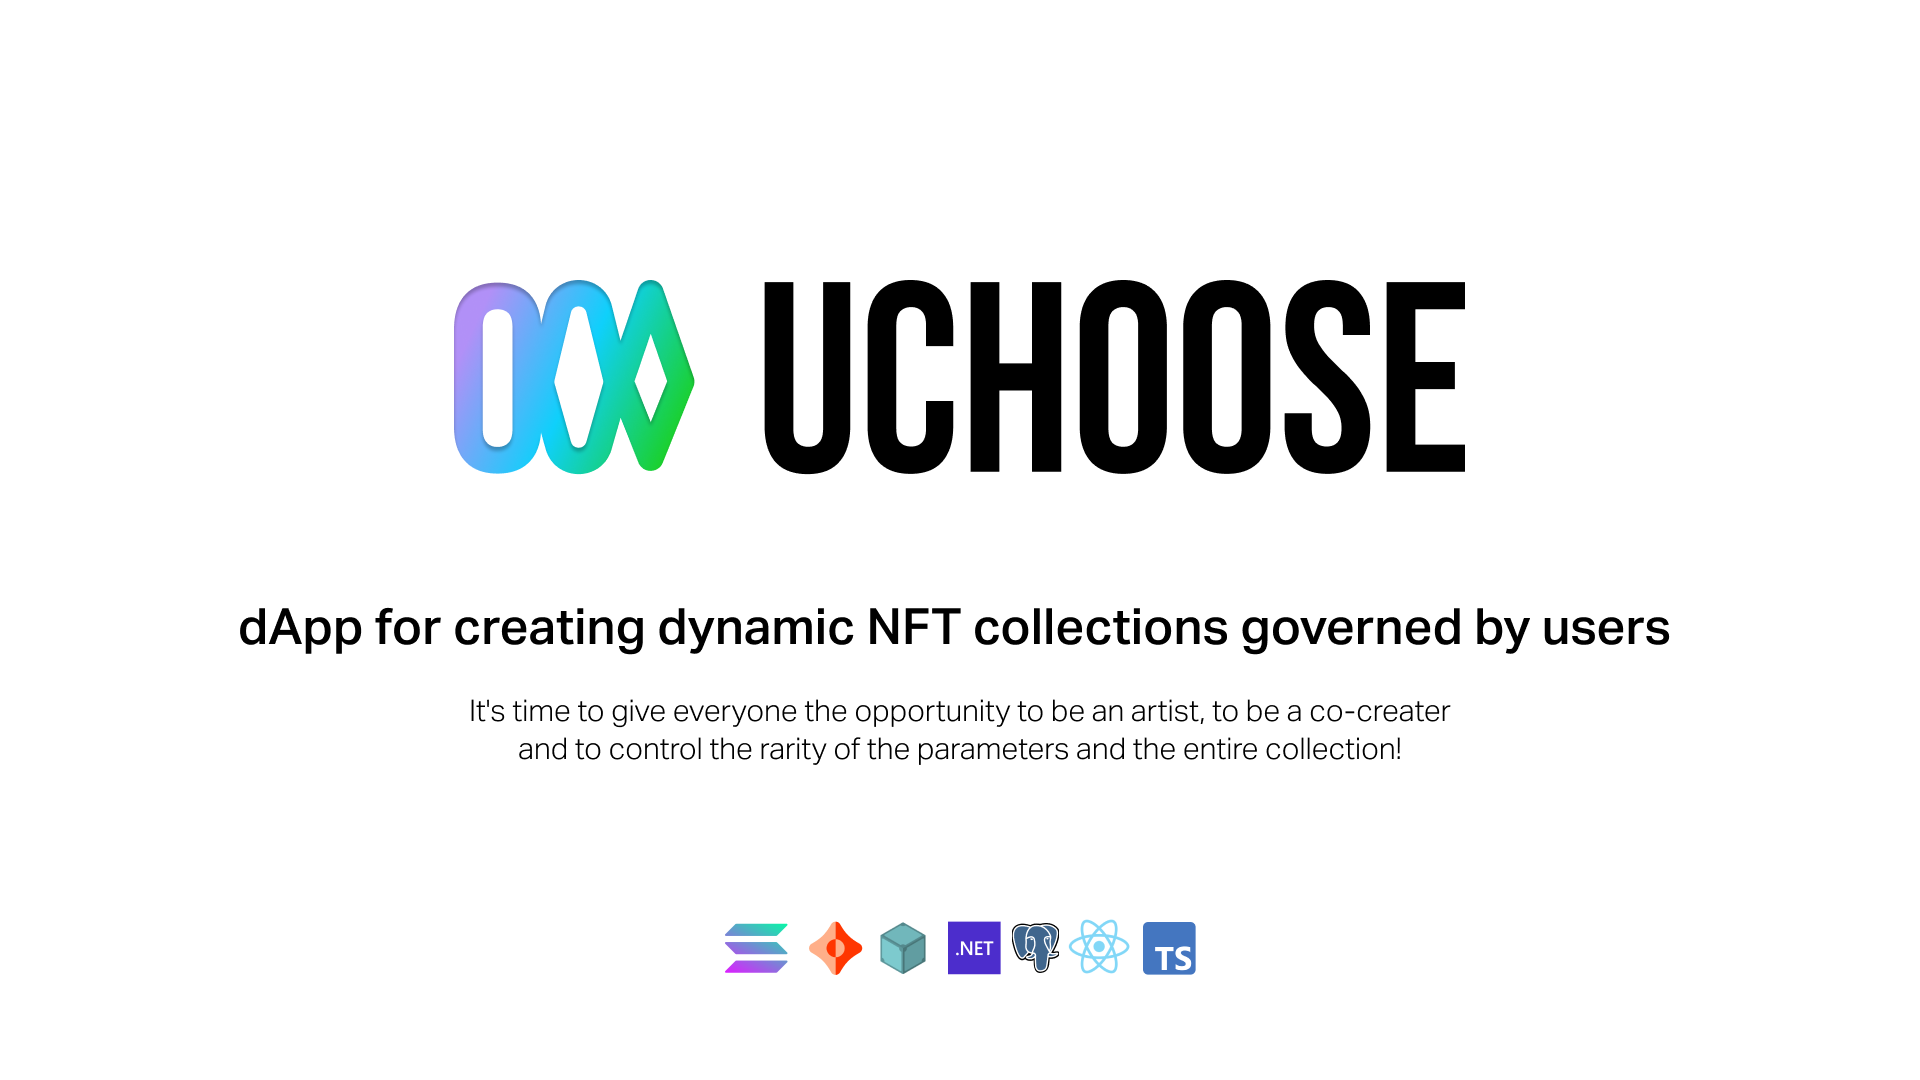 UCHOOSE
dApp for creating dynamic NFT collections governed by users
It's time to give everyone the opportunity to be an artist, to be a co-creater
and to control the rarity of the parameters and the entire collection!
.NET TS